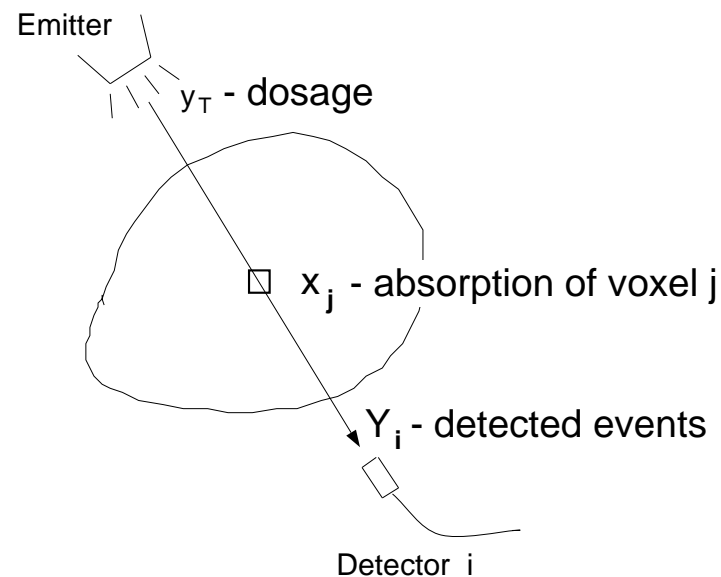 Emitter
y_T - dosage
x_j - absorption of voxel j
Y_i - detected events
Detector i